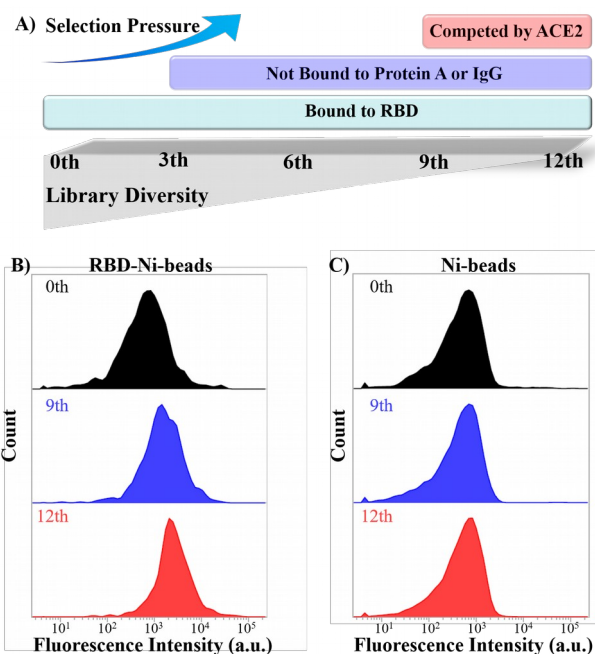 A)
Selection Pressure
Competed by ACE2
Not Bound to Protein A or IgG
Bound to RBD
0th 3th 6th 9th 12th
Library Diversity
B) RBD-Ni-beads
0th
9th
12th
Count
10¹ 10² 10³ 10⁴ 10⁵
Fluorescence Intensity (a.u.)
C) Ni-beads
0th
9th
12th
Count
10¹ 10² 10³ 10⁴ 10⁵
Fluorescence Intensity (a.u.)